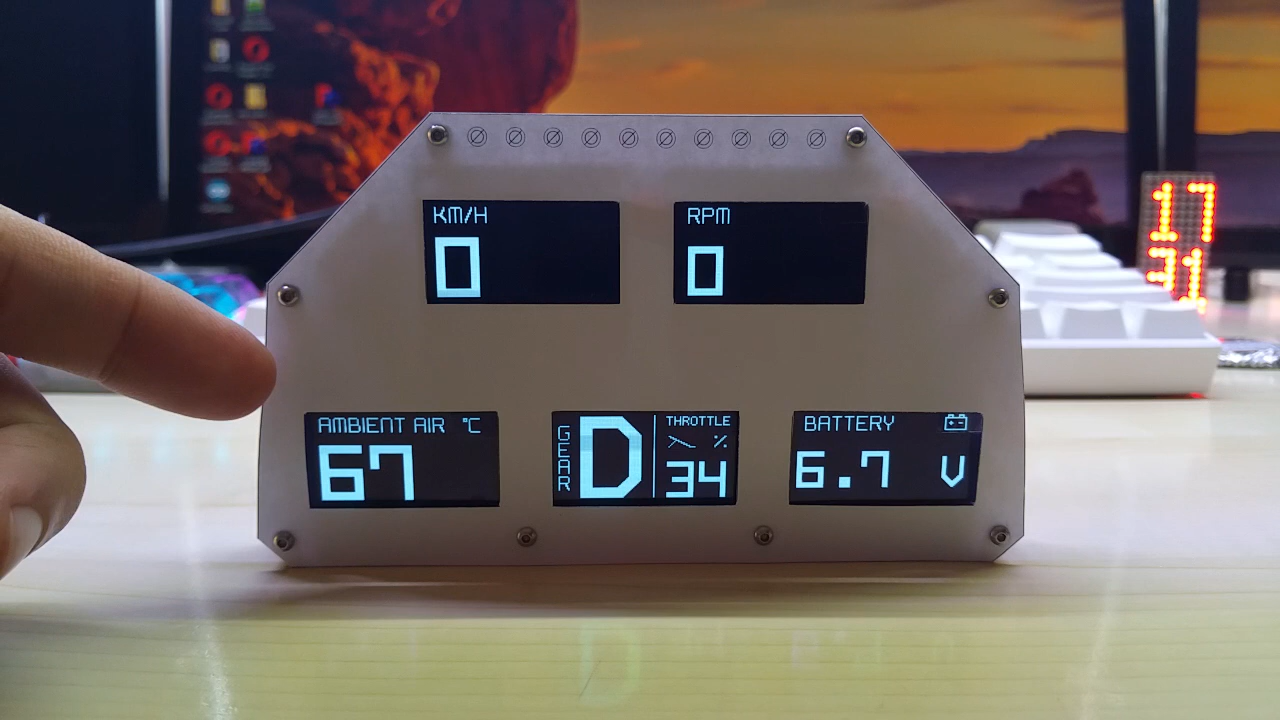 KM/H
0
RPM
0
AMBIENT AIR °C
67
GEAR
D
THROTTLE
%
34
BATTERY
6.7 V
17
31